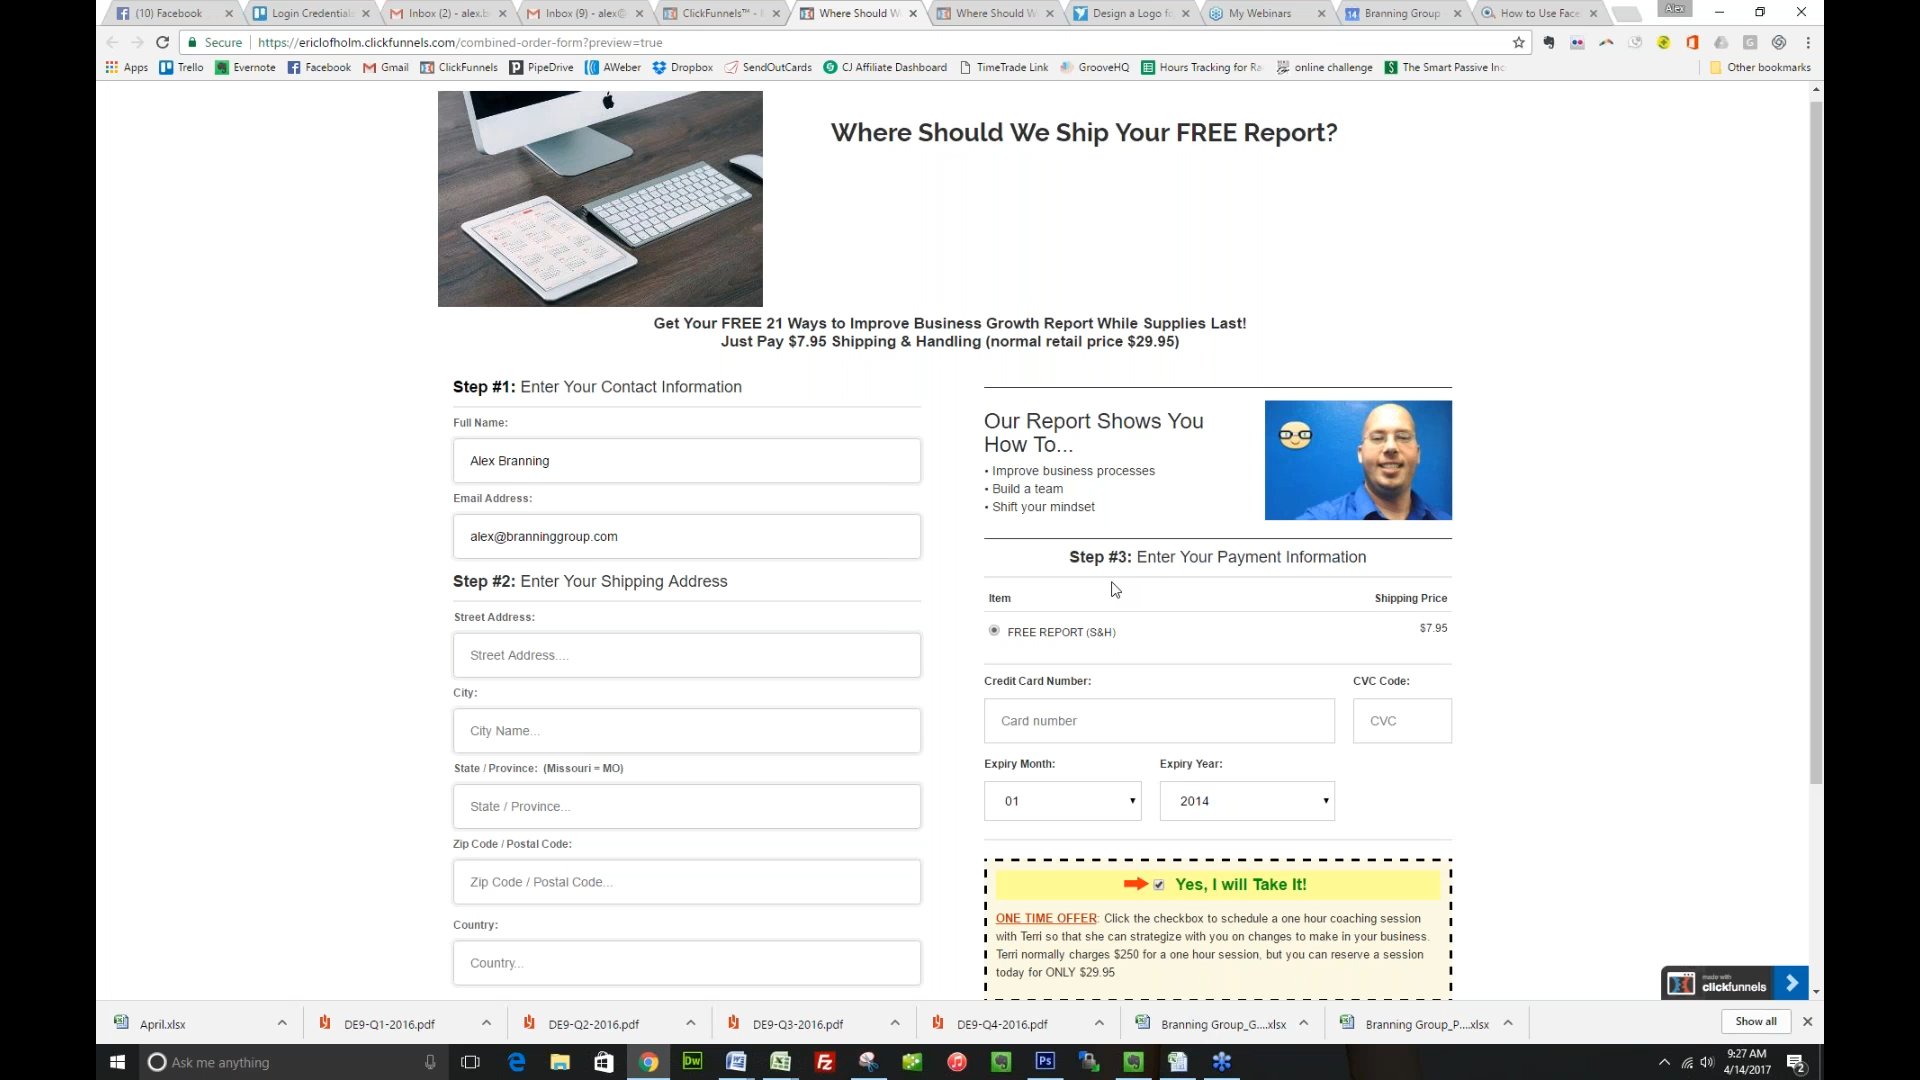 (10) Facebook
Login Credential
Inbox (2) - alex.b
Inbox (9) - alex@
ClickFunnels™ -
Where Should W
Where Should W
Design a Logo fo
My Webinars
Branning Group
How to Use Face
Alex
Secure
https://ericlofholm.clickfunnels.com/combined-order-form?preview=true
Apps
Trello
Evernote
Facebook
Gmail
ClickFunnels
PipeDrive
AWeber
Dropbox
SendOutCards
CJ Affiliate Dashboard
TimeTrade Link
GrooveHQ
Hours Tracking for Ra
online challenge
The Smart Passive Inc
Other bookmarks
Where Should We Ship Your FREE Report?
Get Your FREE 21 Ways to Improve Business Growth Report While Supplies Last!
Just Pay $7.95 Shipping & Handling (normal retail price $29.95)
Step #1: Enter Your Contact Information
Full Name:
Alex Branning
Email Address:
alex@branninggroup.com
Step #2: Enter Your Shipping Address
Street Address:
Street Address....
City:
City Name...
State / Province: (Missouri = MO)
State / Province...
Zip Code / Postal Code:
Zip Code / Postal Code...
Country:
Country...
Our Report Shows You
How To...
• Improve business processes
• Build a team
• Shift your mindset
Step #3: Enter Your Payment Information
Item
Shipping Price
FREE REPORT (S&H)
$7.95
Credit Card Number:
CVC Code:
Card number
CVC
Expiry Month:
Expiry Year:
01
2014
Yes, I will Take It!
ONE TIME OFFER: Click the checkbox to schedule a one hour coaching session
with Terri so that she can strategize with you on changes to make in your business.
Terri normally charges $250 for a one hour session, but you can reserve a session
today for ONLY $29.95
made with
clickfunnels
April.xlsx
DE9-Q1-2016.pdf
DE9-Q2-2016.pdf
DE9-Q3-2016.pdf
DE9-Q4-2016.pdf
Branning Group_G....xlsx
Branning Group_P....xlsx
Show all
Ask me anything
Dw
Ps
9:27 AM
4/14/2017
2